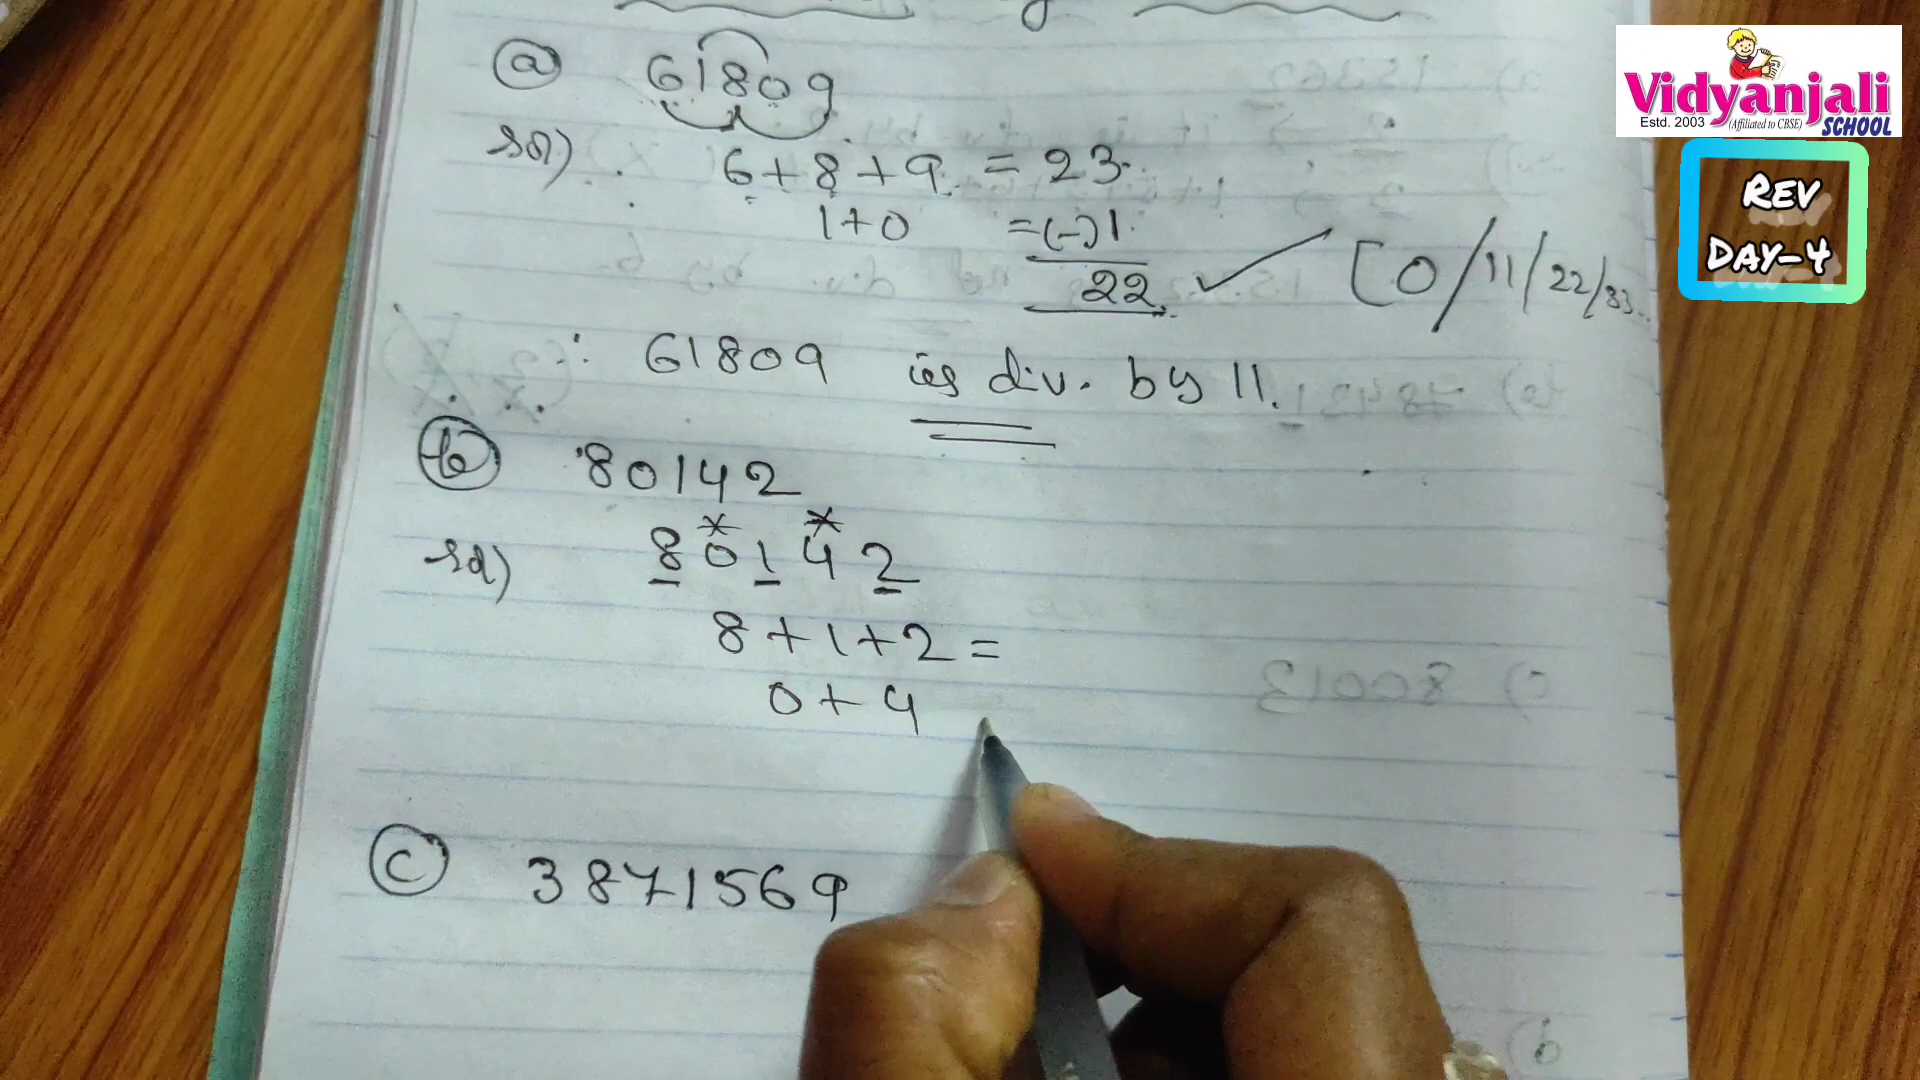 Vidyanjali
Estd. 2003 (Affiliated to CBSE) SCHOOL
REV
DAY-4
(a) 61809
Sol) 6+8+9 = 23
1+0 =(-)1
22 ✓ [0/11/22/33..
∴ 61809 is div. by 11.
(b) 80142
Sol) 80142
8+1+2=
0+4
(c) 3871569